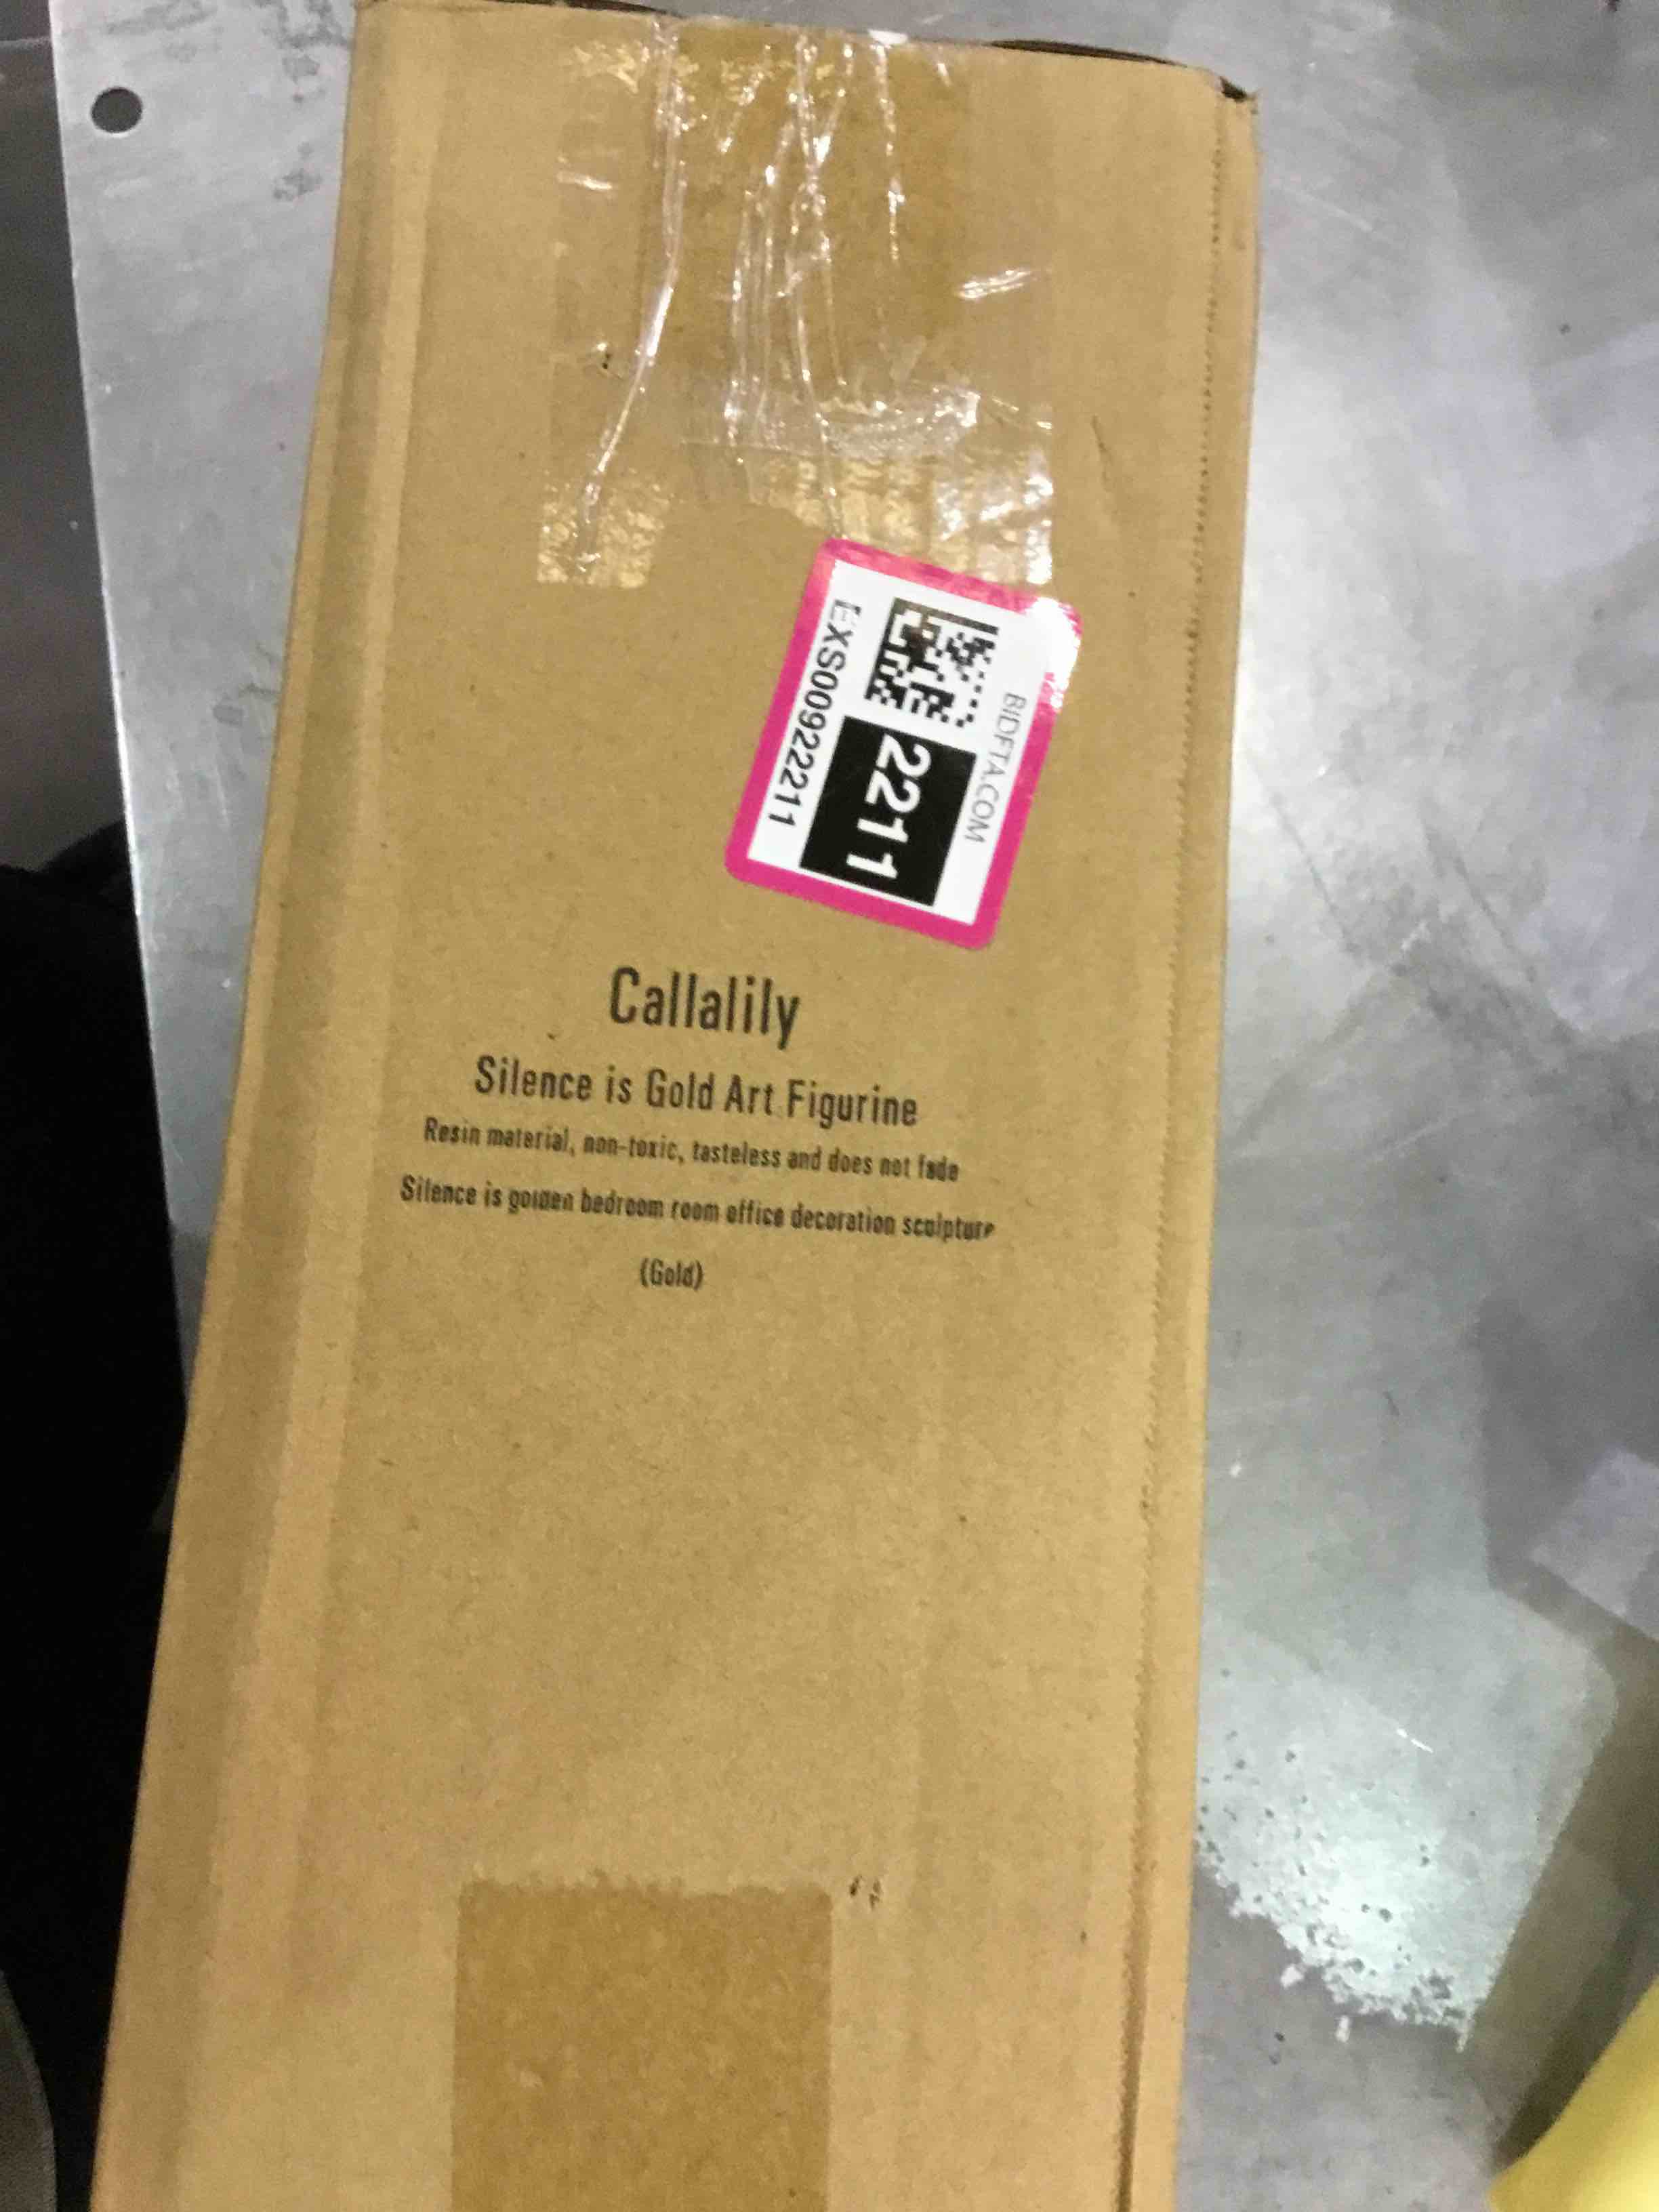 BIDFTA.COM
2211
EXS00922211
Callalily
Silence is Gold Art Figurine
Resin material, non-toxic, tasteless and does not fade
Silence is golden bedroom room office decoration sculpture
(Gold)